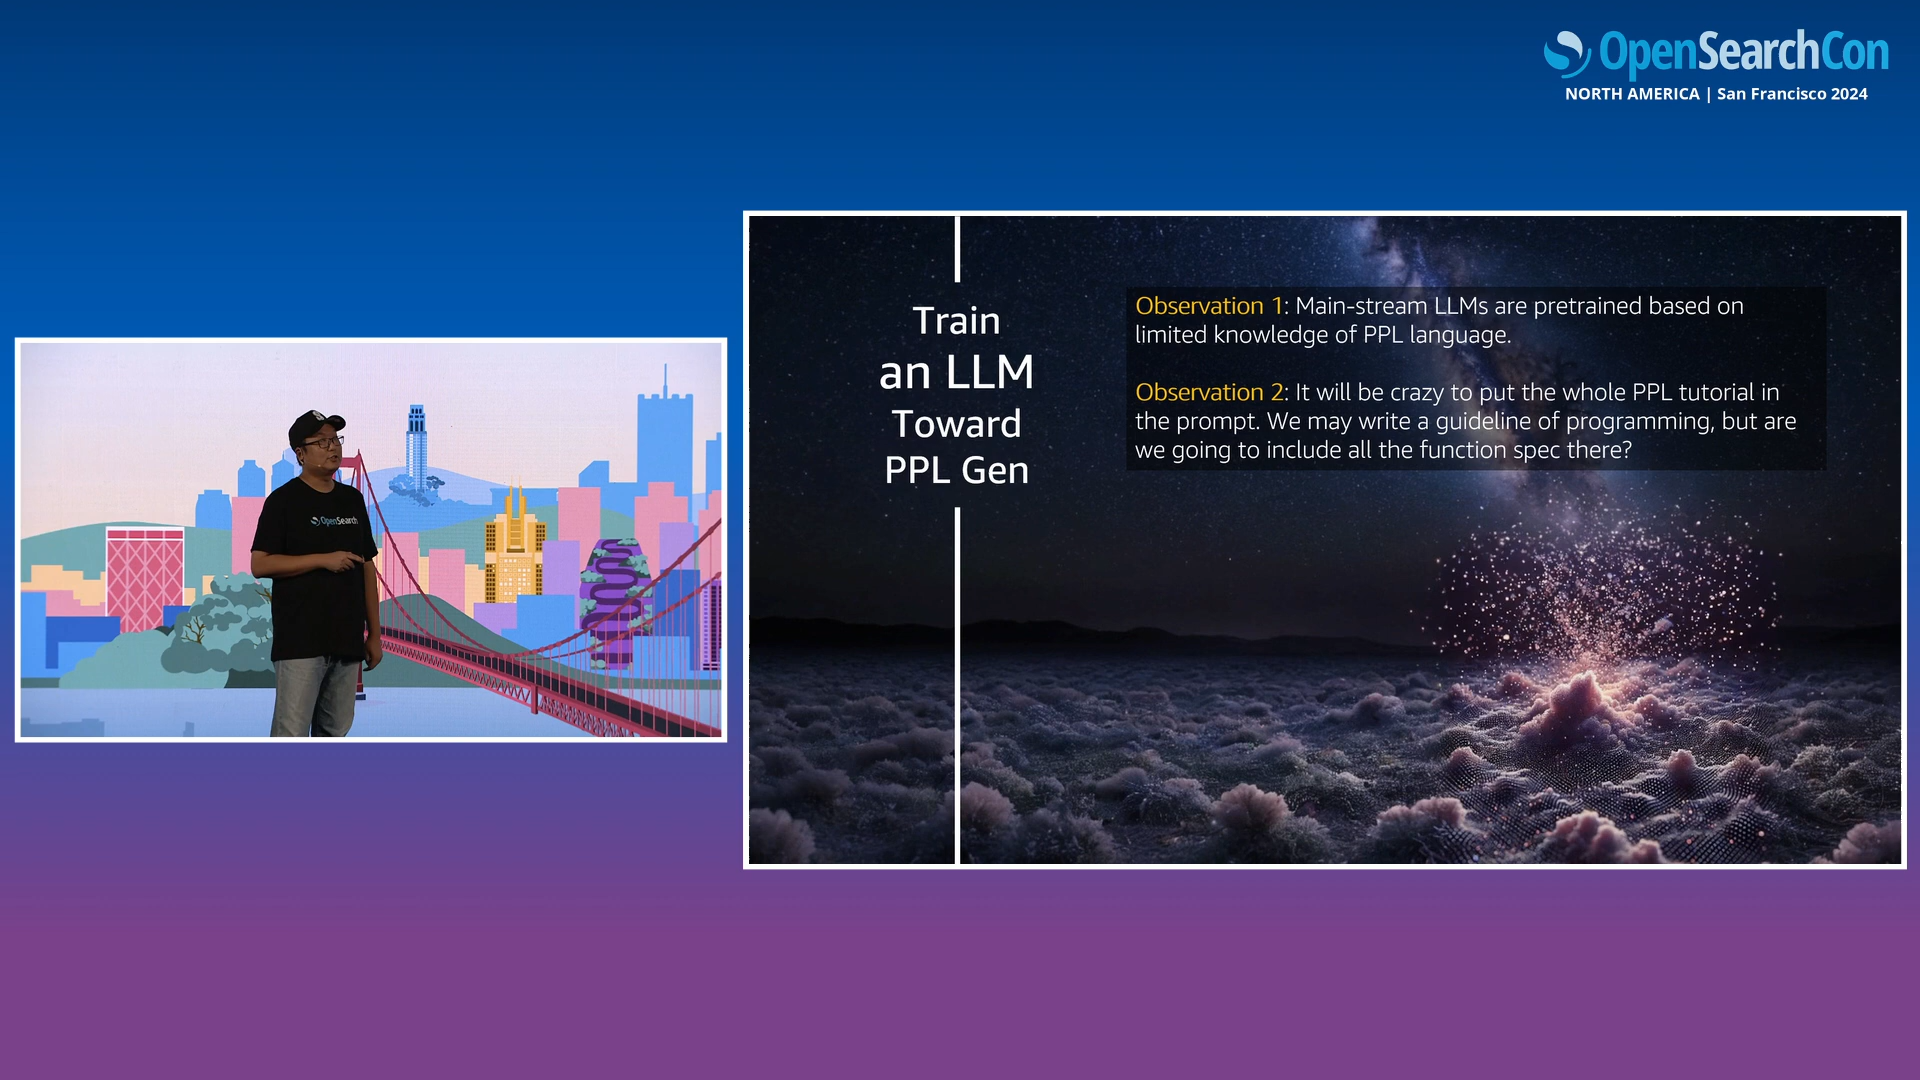 OpenSearchCon
NORTH AMERICA | San Francisco 2024
OpenSearch
Train
an LLM
Toward
PPL Gen
Observation 1: Main-stream LLMs are pretrained based on
limited knowledge of PPL language.
Observation 2: It will be crazy to put the whole PPL tutorial in
the prompt. We may write a guideline of programming, but are
we going to include all the function spec there?